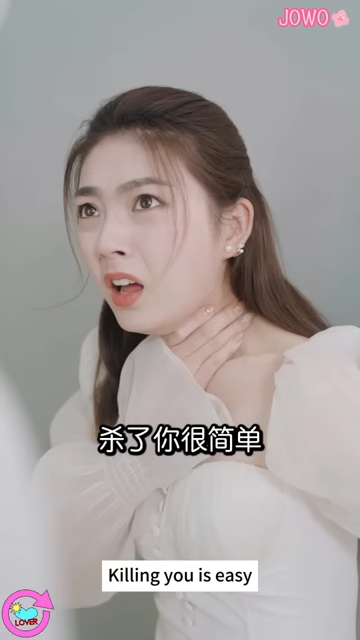 JOWO
杀了你很简单
Killing you is easy
LOVER